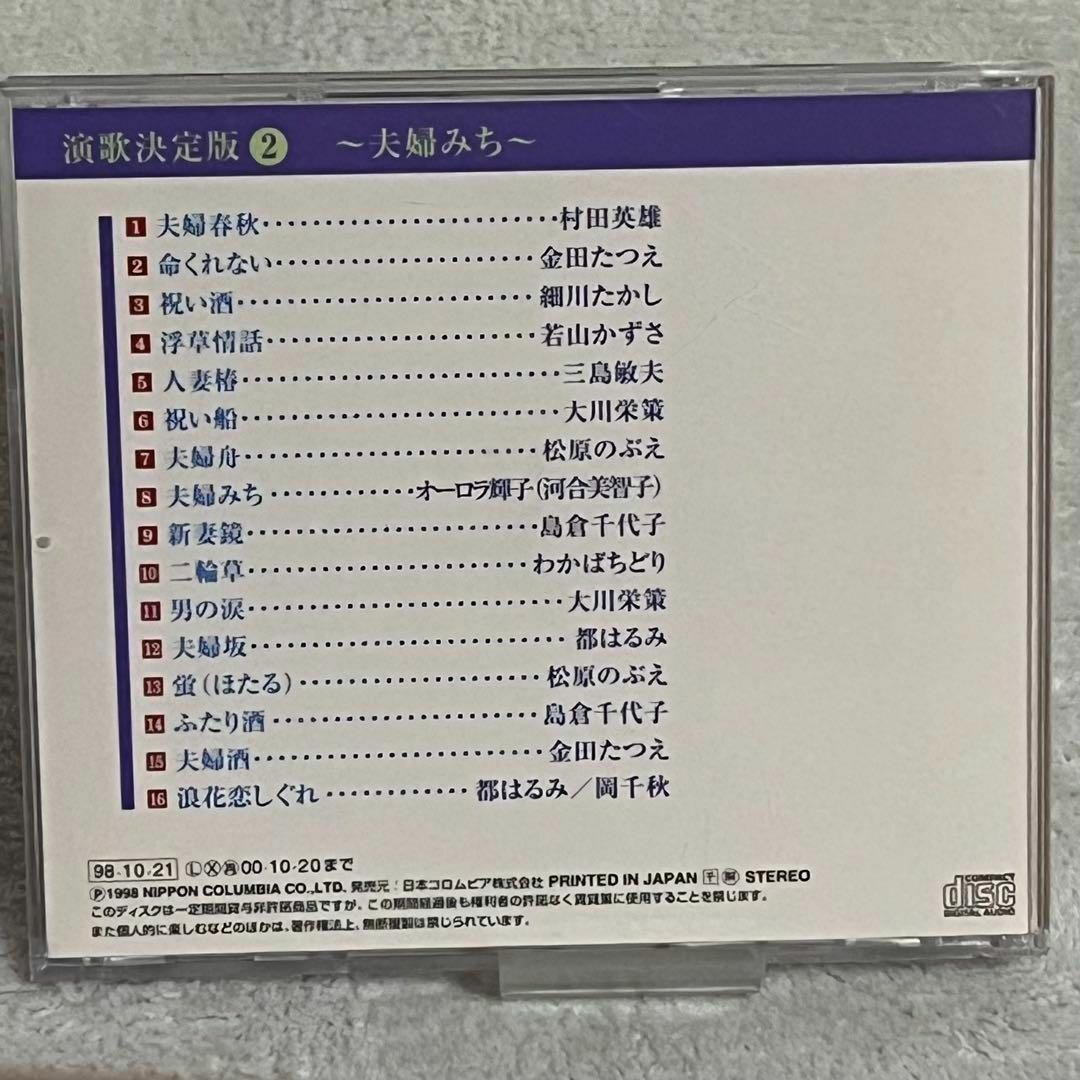 演歌決定版2 〜夫婦みち〜
1 夫婦春秋・・・・・・・・・・・・・・・・・・・・・・・村田英雄
2 命くれない・・・・・・・・・・・・・・・・・・・・・金田たつえ
3 祝い酒・・・・・・・・・・・・・・・・・・・・・・・・細川たかし
4 浮草情話・・・・・・・・・・・・・・・・・・・・・・若山かずさ
5 人妻椿・・・・・・・・・・・・・・・・・・・・・・・・・三島敏夫
6 祝い船・・・・・・・・・・・・・・・・・・・・・・・・・大川栄策
7 夫婦舟・・・・・・・・・・・・・・・・・・・・・・・松原のぶえ
8 夫婦みち・・・・・・・・・・・・オーロラ輝子(河合美智子)
9 新妻鏡・・・・・・・・・・・・・・・・・・・・・・・島倉千代子
10 二輪草・・・・・・・・・・・・・・・・・・・・・・わかばちどり
11 男の涙・・・・・・・・・・・・・・・・・・・・・・・・・大川栄策
12 夫婦坂・・・・・・・・・・・・・・・・・・・・・・・・・都はるみ
13 蛍(ほたる)・・・・・・・・・・・・・・・・・・・松原のぶえ
14 ふたり酒・・・・・・・・・・・・・・・・・・・・・島倉千代子
15 夫婦酒・・・・・・・・・・・・・・・・・・・・・・・金田たつえ
16 浪花恋しぐれ・・・・・・・・・・・・都はるみ/岡千秋
98・10・21 Ⓛ Ⓧ 00・10・20まで
Ⓟ1998 NIPPON COLUMBIA CO.,LTD. 発売元:日本コロムビア株式会社 PRINTED IN JAPAN STEREO
このディスクは一定期間貸与非許諾商品ですが、この期間経過後も権利者の許諾なく賃貸業に使用することを禁じます。
また個人的に楽しむなどのほかは、著作権法上、無断複製は禁じられています。
COMPACT
disc
DIGITAL AUDIO